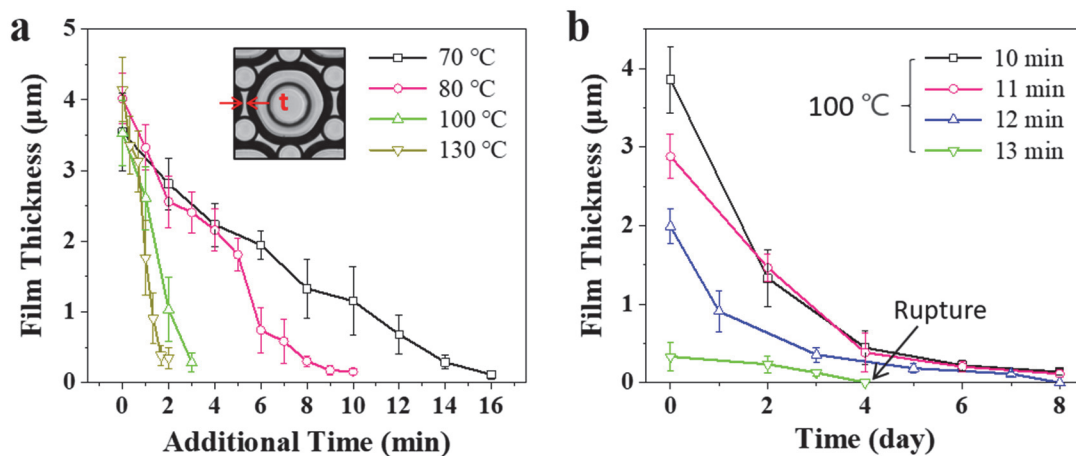 a
5
4
3
2
1
0
Film Thickness (μm)
0 2 4 6 8 10 12 14 16
Additional Time (min)
t
70 °C
80 °C
100 °C
130 °C
b
4
3
2
1
0
Film Thickness (μm)
0 2 4 6 8
Time (day)
100 °C
10 min
11 min
12 min
13 min
Rupture